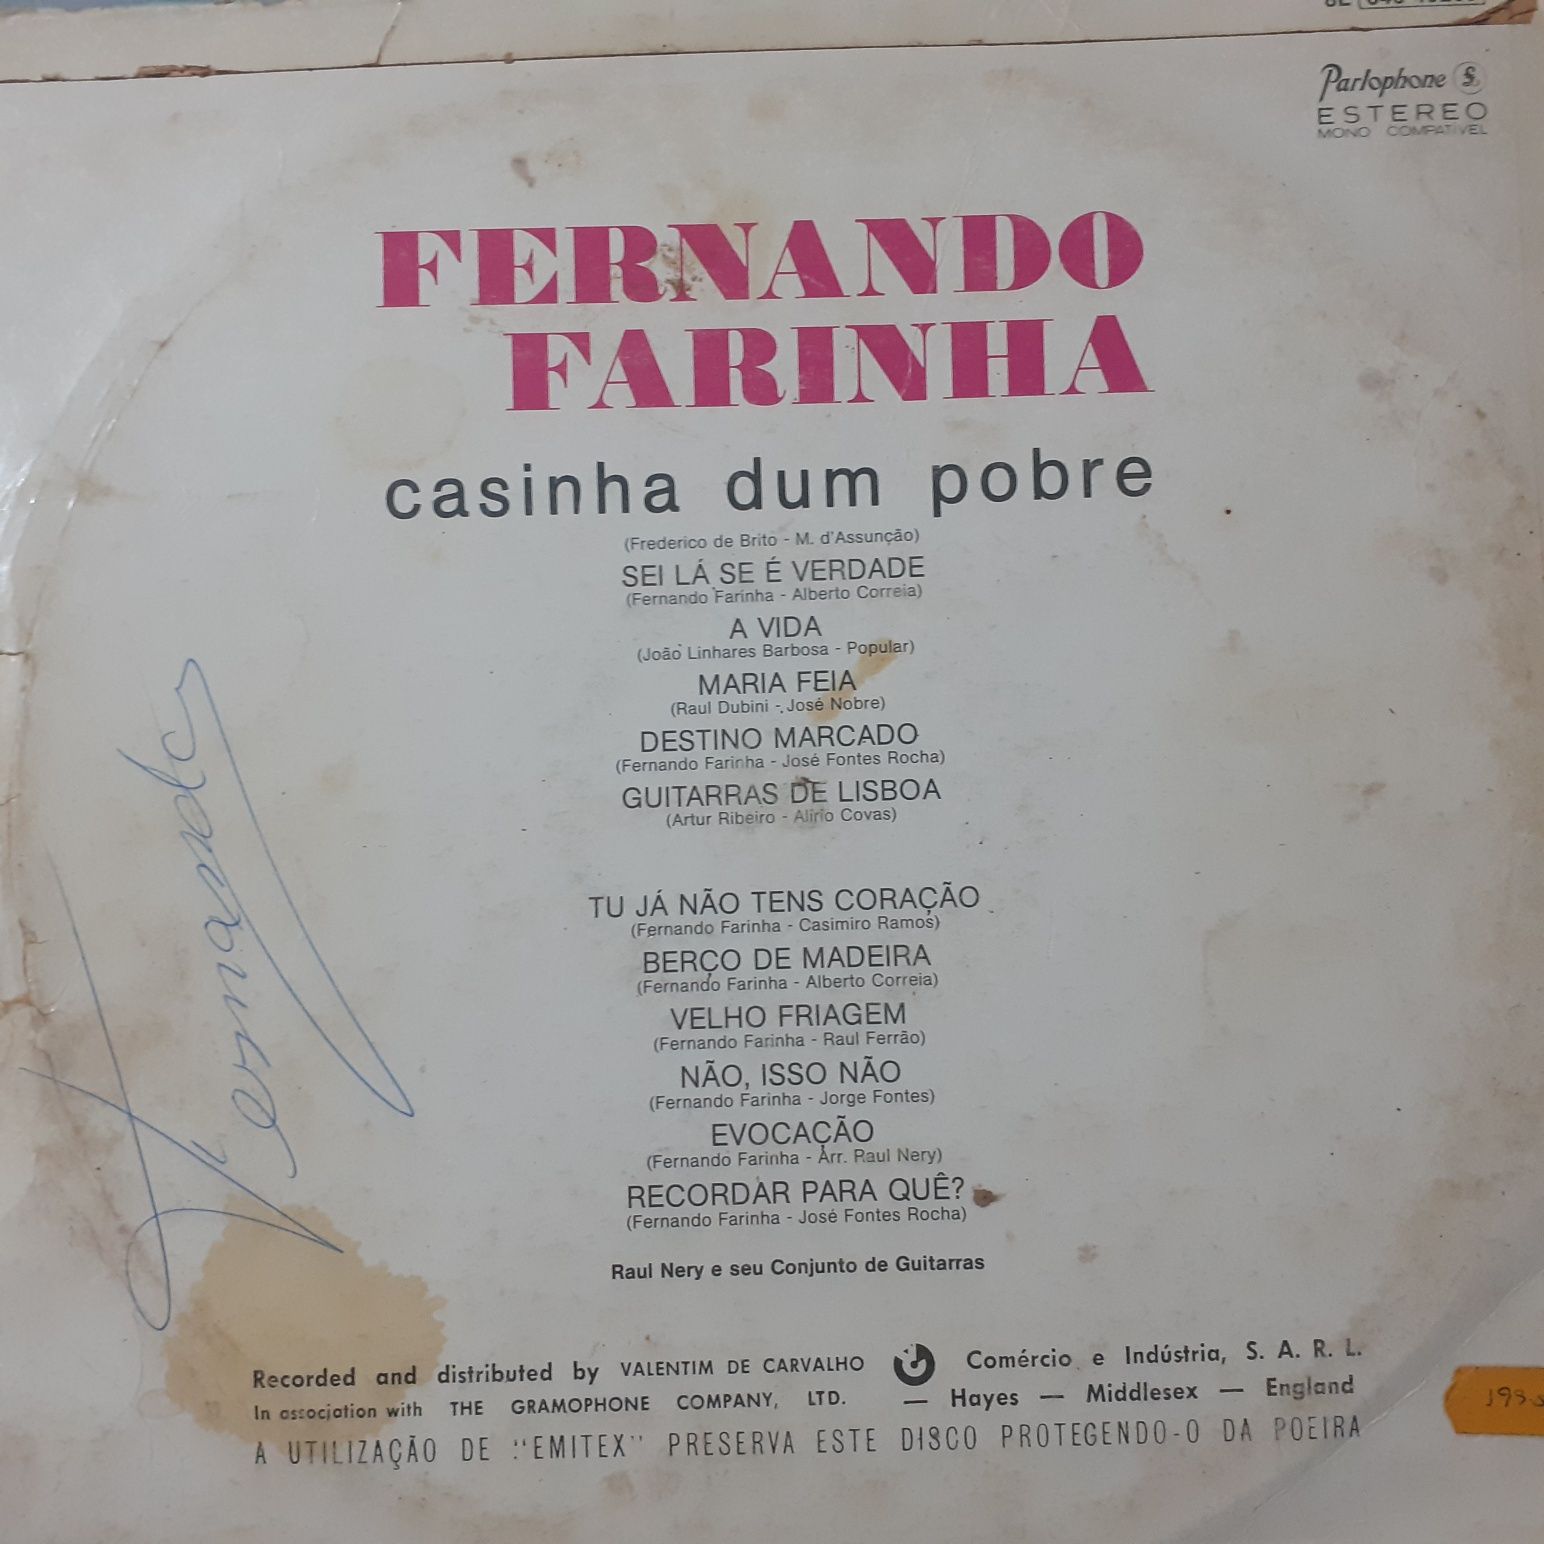 Parlophone
ESTEREO
MONO COMPATIVEL
FERNANDO
FARINHA
casinha dum pobre
(Frederico de Brito - M. d'Assunção)
SEI LÁ SE É VERDADE
(Fernando Farinha - Alberto Correia)
A VIDA
(João Linhares Barbosa - Popular)
MARIA FEIA
(Raul Dubini - José Nobre)
DESTINO MARCADO
(Fernando Farinha - José Fontes Rocha)
GUITARRAS DE LISBOA
(Artur Ribeiro - Alirio Covas)
TU JÁ NÃO TENS CORAÇÃO
(Fernando Farinha - Casimiro Ramos)
BERÇO DE MADEIRA
(Fernando Farinha - Alberto Correia)
VELHO FRIAGEM
(Fernando Farinha - Raul Ferrão)
NÃO, ISSO NÃO
(Fernando Farinha - Jorge Fontes)
EVOCAÇÃO
(Fernando Farinha - Arr. Raul Nery)
RECORDAR PARA QUÊ?
(Fernando Farinha - José Fontes Rocha)
Raul Nery e seu Conjunto de Guitarras
Fernando
Recorded and distributed by VALENTIM DE CARVALHO Comércio e Indústria, S. A. R. L.
In association with THE GRAMOPHONE COMPANY, LTD. — Hayes — Middlesex — England
A UTILIZAÇÃO DE "EMITEX" PRESERVA ESTE DISCO PROTEGENDO-O DA POEIRA